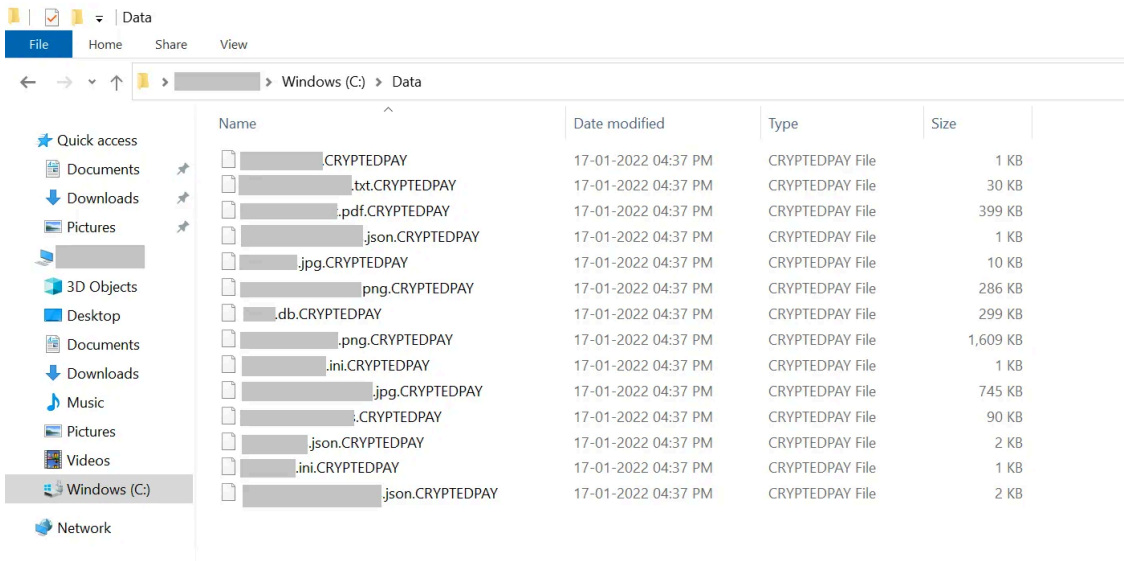 Data
File Home Share View
Windows (C:) Data
Name Date modified Type Size
Quick access
Documents
Downloads
Pictures
3D Objects
Desktop
Documents
Downloads
Music
Pictures
Videos
Windows (C:)
Network
.CRYPTEDPAY 17-01-2022 04:37 PM CRYPTEDPAY File 1 KB
.txt.CRYPTEDPAY 17-01-2022 04:37 PM CRYPTEDPAY File 30 KB
.pdf.CRYPTEDPAY 17-01-2022 04:37 PM CRYPTEDPAY File 399 KB
.json.CRYPTEDPAY 17-01-2022 04:37 PM CRYPTEDPAY File 1 KB
.jpg.CRYPTEDPAY 17-01-2022 04:37 PM CRYPTEDPAY File 10 KB
png.CRYPTEDPAY 17-01-2022 04:37 PM CRYPTEDPAY File 286 KB
.db.CRYPTEDPAY 17-01-2022 04:37 PM CRYPTEDPAY File 299 KB
.png.CRYPTEDPAY 17-01-2022 04:37 PM CRYPTEDPAY File 1,609 KB
.ini.CRYPTEDPAY 17-01-2022 04:37 PM CRYPTEDPAY File 1 KB
.jpg.CRYPTEDPAY 17-01-2022 04:37 PM CRYPTEDPAY File 745 KB
.CRYPTEDPAY 17-01-2022 04:37 PM CRYPTEDPAY File 90 KB
.json.CRYPTEDPAY 17-01-2022 04:37 PM CRYPTEDPAY File 2 KB
.ini.CRYPTEDPAY 17-01-2022 04:37 PM CRYPTEDPAY File 1 KB
.json.CRYPTEDPAY 17-01-2022 04:37 PM CRYPTEDPAY File 2 KB